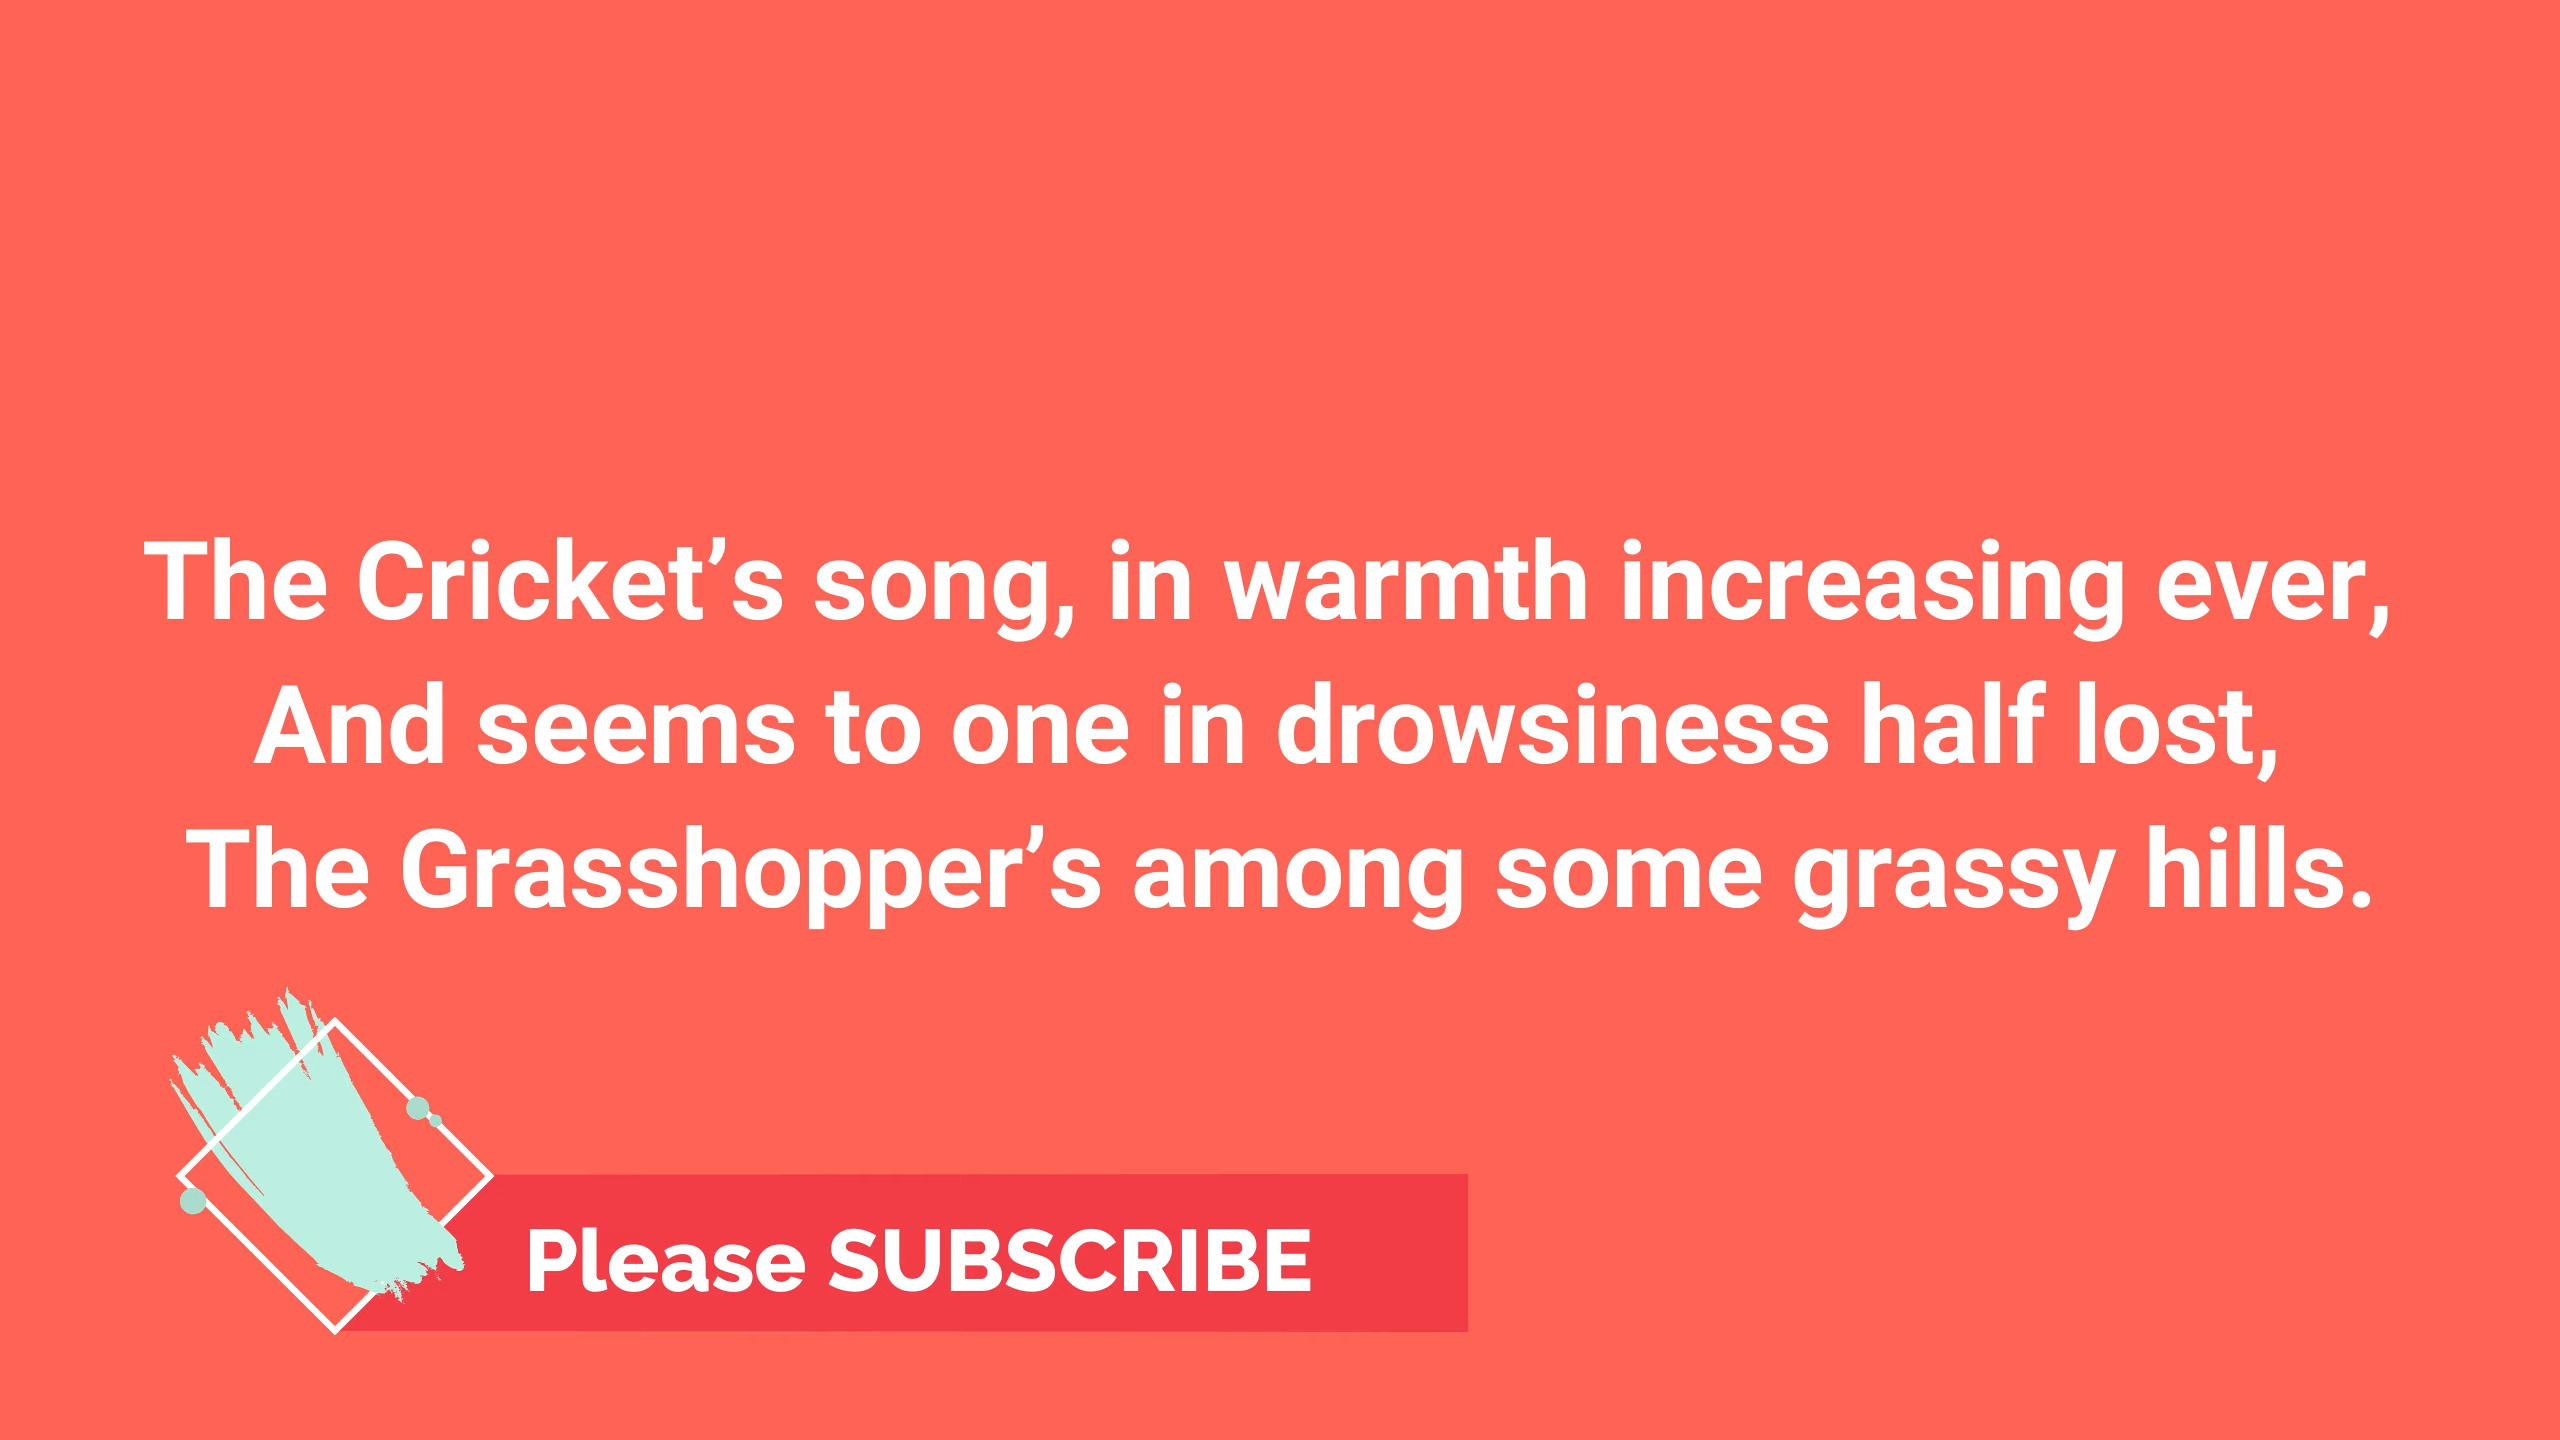 The Cricket’s song, in warmth increasing ever,
And seems to one in drowsiness half lost,
The Grasshopper’s among some grassy hills.
Please SUBSCRIBE